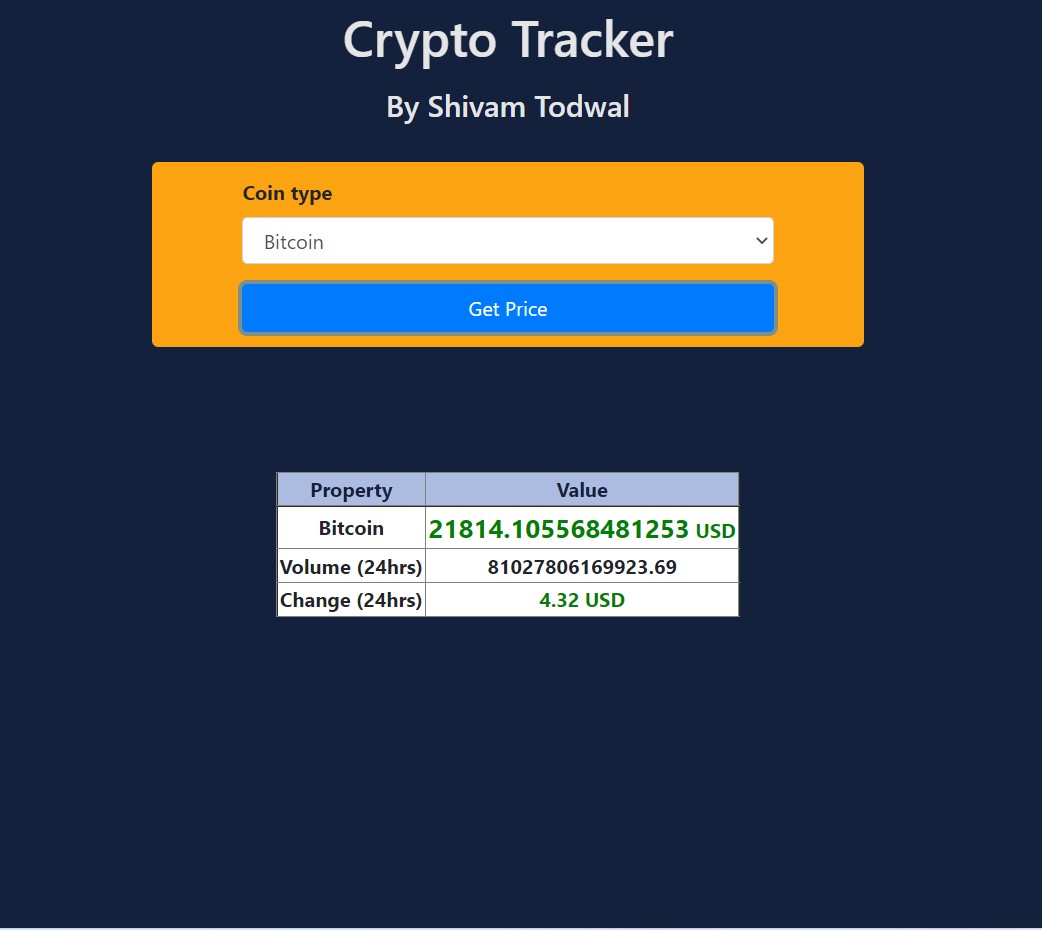 Crypto Tracker
By Shivam Todwal
Coin type
Bitcoin
Get Price
Property Value
Bitcoin 21814.105568481253 USD
Volume (24hrs) 81027806169923.69
Change (24hrs) 4.32 USD